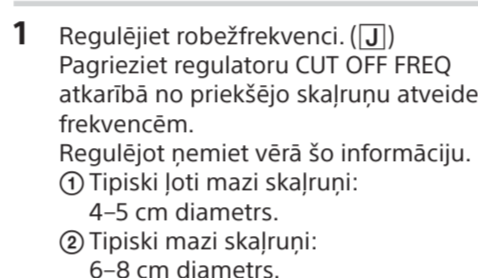 1 Regulējiet robežfrekvenci. (J)
Pagrieziet regulatoru CUT OFF FREQ
atkarībā no priekšējo skaļruņu atveide
frekvencēm.
Regulējot ņemiet vērā šo informāciju.
① Tipiski ļoti mazi skaļruņi:
4–5 cm diametrs.
② Tipiski mazi skaļruņi:
6–8 cm diametrs.